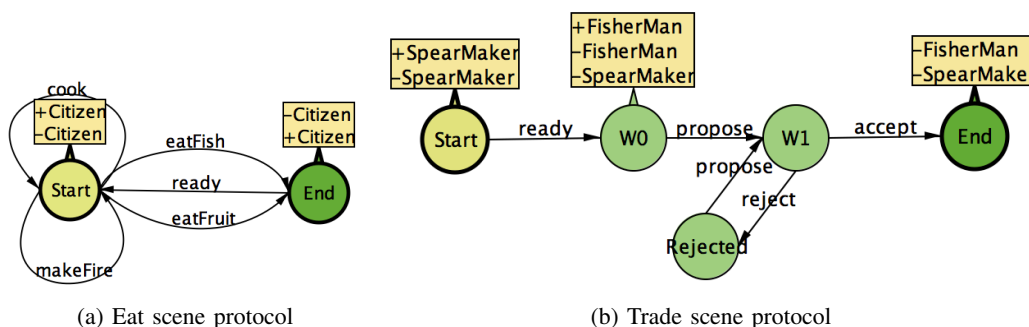 cook
+Citizen
–Citizen
Start
makeFire
eatFish
ready
eatFruit
–Citizen
+Citizen
End
(a) Eat scene protocol
+SpearMaker
–SpearMaker
Start
ready
+FisherMan
–FisherMan
–SpearMaker
W0
propose
W1
propose
reject
Rejected
accept
–FisherMan
–SpearMaker
End
(b) Trade scene protocol